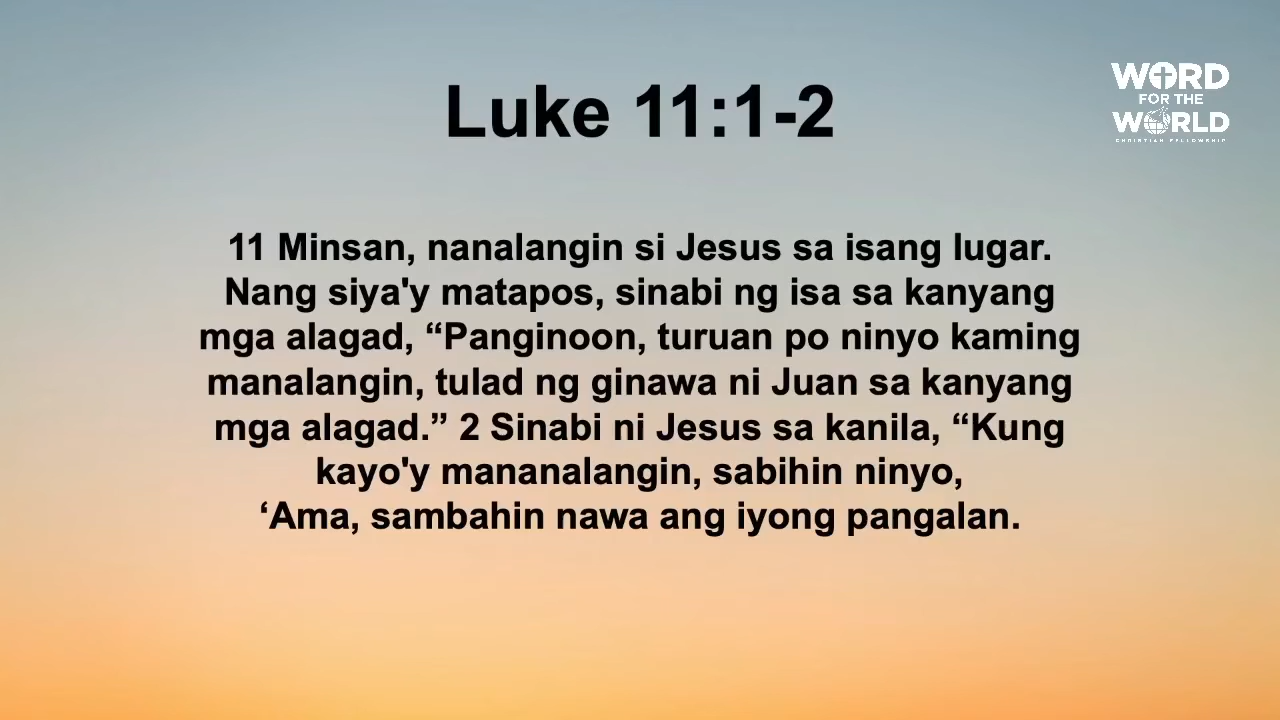 Luke 11:1-2
WORD
FOR THE
WORLD
CHRISTIAN FELLOWSHIP
11 Minsan, nanalangin si Jesus sa isang lugar.
Nang siya'y matapos, sinabi ng isa sa kanyang
mga alagad, “Panginoon, turuan po ninyo kaming
manalangin, tulad ng ginawa ni Juan sa kanyang
mga alagad.” 2 Sinabi ni Jesus sa kanila, “Kung
kayo'y mananalangin, sabihin ninyo,
‘Ama, sambahin nawa ang iyong pangalan.